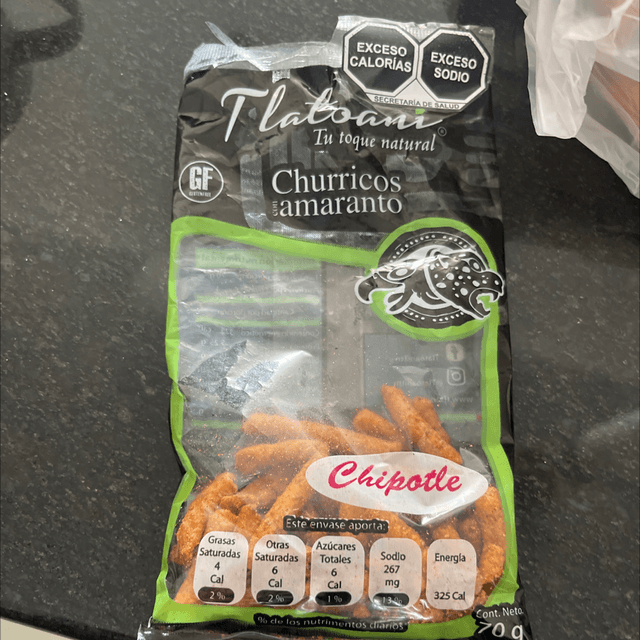 EXCESO
CALORÍAS
EXCESO
SODIO
SECRETARÍA DE SALUD
Tlatoani ®
Tu toque natural
GF
Churricos
con
amaranto
Chipotle
Este envase aporta:
Grasas
Saturadas
4
Cal
2 %
Otras
Saturadas
6
Cal
2 %
Azúcares
Totales
6
Cal
1 %
Sodio
267
mg
13 %
Energía
325 Cal
% de los nutrimentos diarios
Cont. Neto.
70 g